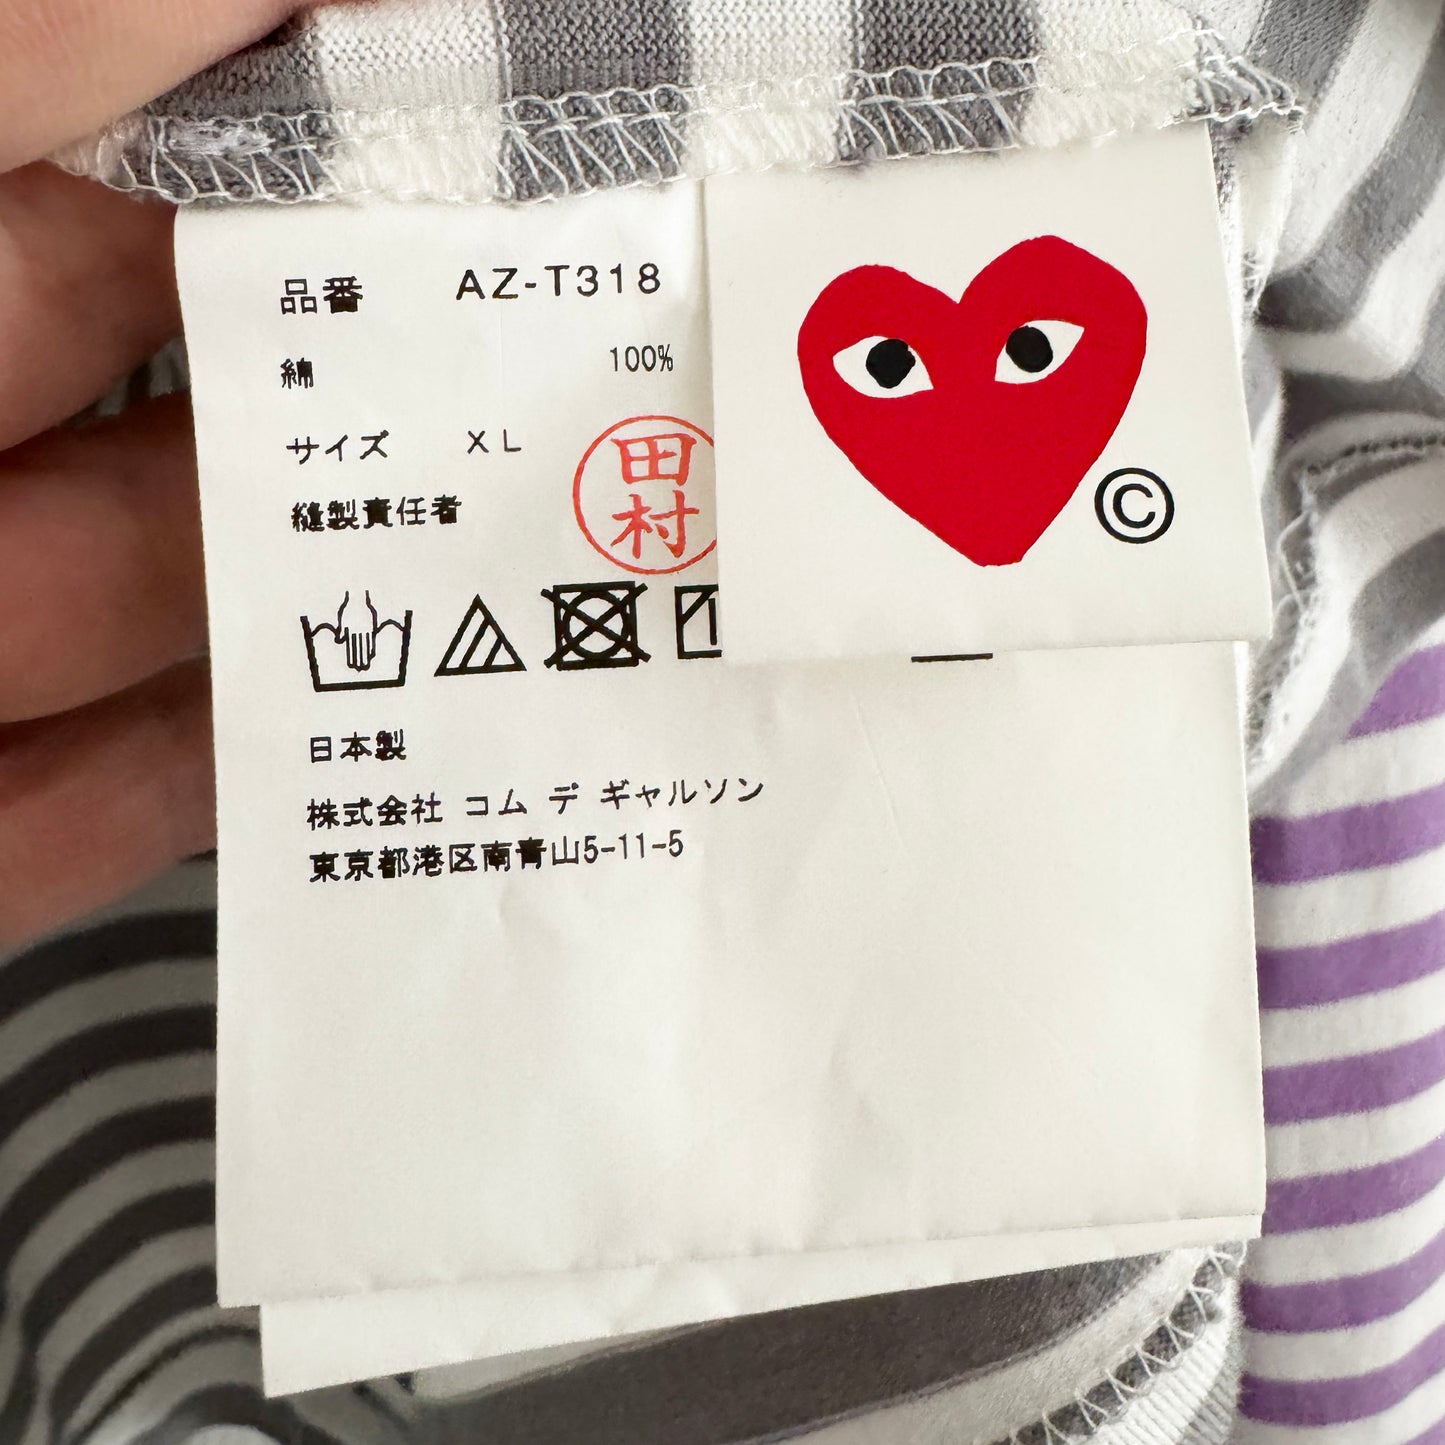 品番 AZ-T318
綿 100%
サイズ XL
縫製責任者 田村
©
日本製
株式会社 コム デ ギャルソン
東京都港区南青山5-11-5